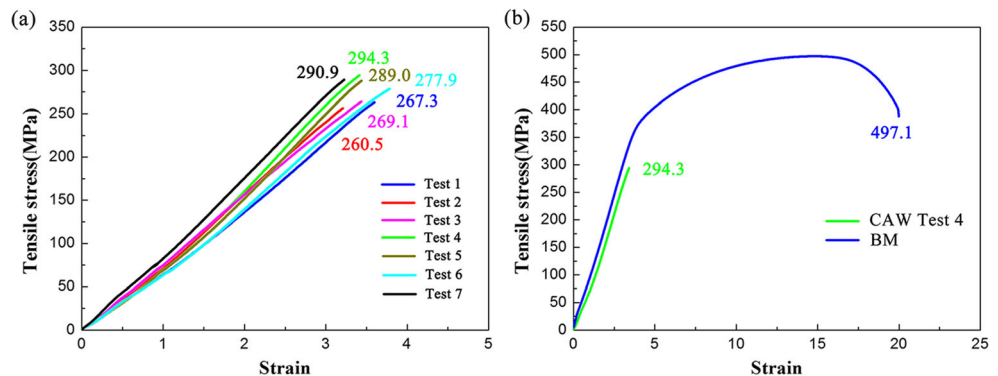 (a)
350
300
250
200
150
100
50
0
Tensile stress(MPa)
0 1 2 3 4 5
Strain
290.9
294.3
289.0
277.9
267.3
269.1
260.5
Test 1
Test 2
Test 3
Test 4
Test 5
Test 6
Test 7
(b)
550
500
450
400
350
300
250
200
150
100
50
0
Tensile stress(MPa)
0 5 10 15 20 25
Strain
497.1
294.3
CAW Test 4
BM